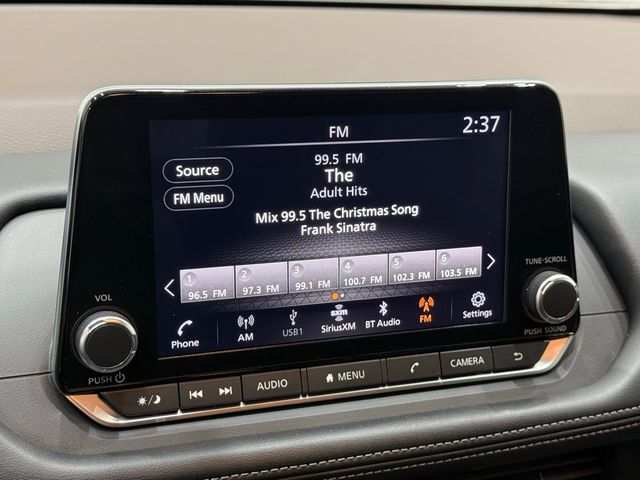 FM
2:37
Source
FM Menu
99.5 FM
The
Adult Hits
Mix 99.5 The Christmas Song
Frank Sinatra
1 2 3 4 5 6
96.5 FM 97.3 FM 99.1 FM 100.7 FM 102.3 FM 103.5 FM
Phone AM USB1 sxm SiriusXM BT Audio FM Settings
VOL
PUSH
TUNE·SCROLL
PUSH SOUND
AUDIO MENU CAMERA